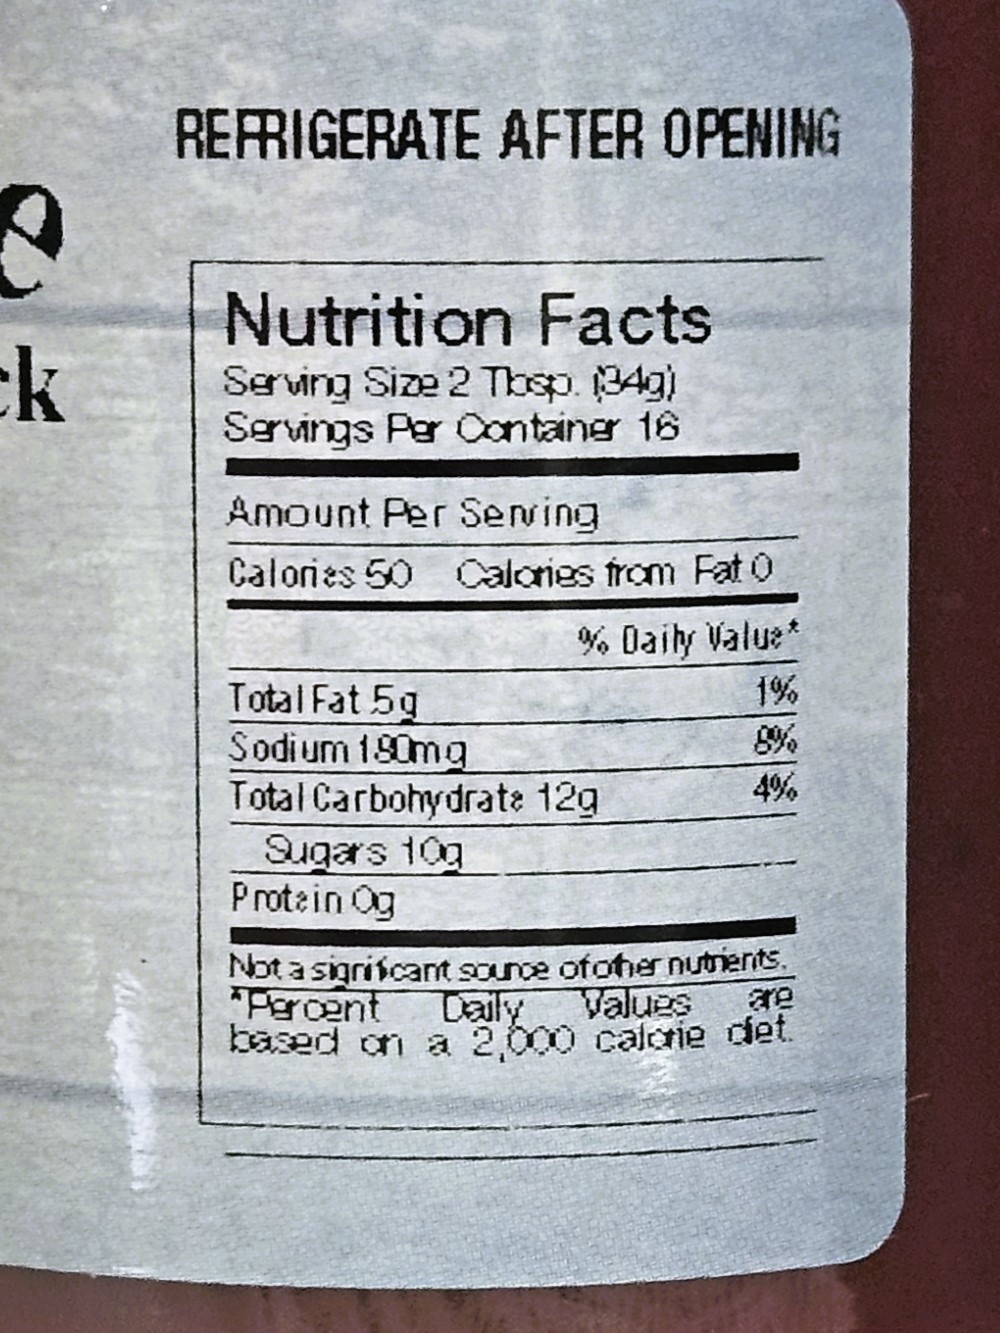 REFRIGERATE AFTER OPENING
e
ck
Nutrition Facts
Serving Size 2 Tbsp. (34g)
Servings Per Container 16
Amount Per Serving
Calories 50 Calories from Fat 0
% Daily Value*
Total Fat .5g 1%
Sodium 180mg 8%
Total Carbohydrate 12g 4%
Sugars 10g
Protein 0g
Not a significant source of other nutrients.
*Percent Daily Values are
based on a 2,000 calorie diet.